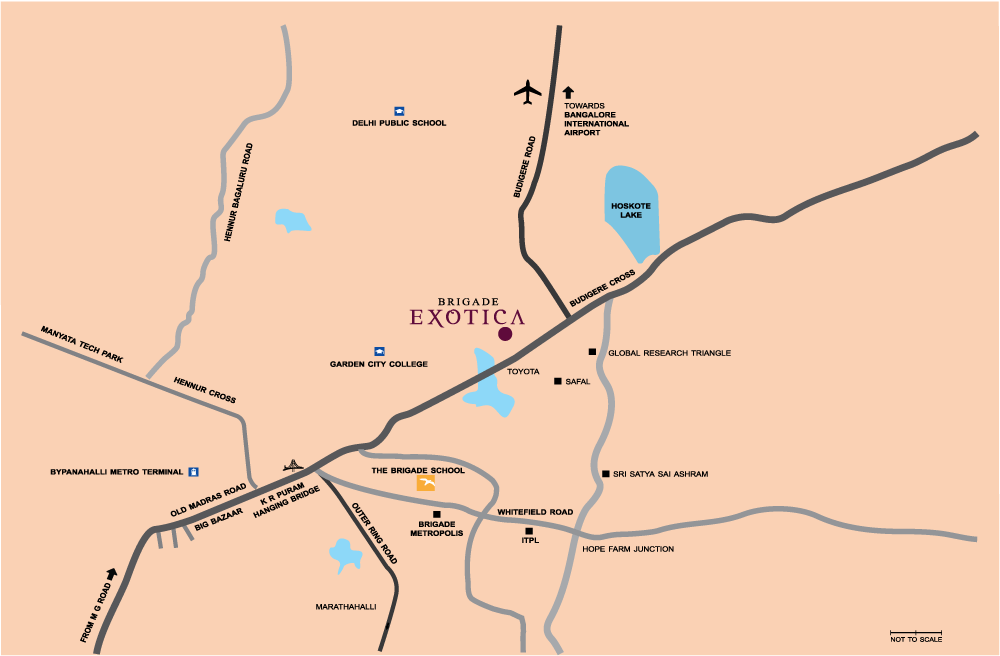 DELHI PUBLIC SCHOOL
TOWARDS
BANGALORE
INTERNATIONAL
AIRPORT
BUDIGERE ROAD
HENNUR BAGALURU ROAD
HOSKOTE
LAKE
BUDIGERE CROSS
BRIGADE
EXOTICA
MANYATA TECH PARK
GARDEN CITY COLLEGE
GLOBAL RESEARCH TRIANGLE
TOYOTA
SAFAL
HENNUR CROSS
BYPANAHALLI METRO TERMINAL
THE BRIGADE SCHOOL
SRI SATYA SAI ASHRAM
OLD MADRAS ROAD
K R PURAM
HANGING BRIDGE
BIG BAZAAR
OUTER RING ROAD
BRIGADE
METROPOLIS
WHITEFIELD ROAD
ITPL
HOPE FARM JUNCTION
FROM M G ROAD
MARATHAHALLI
NOT TO SCALE